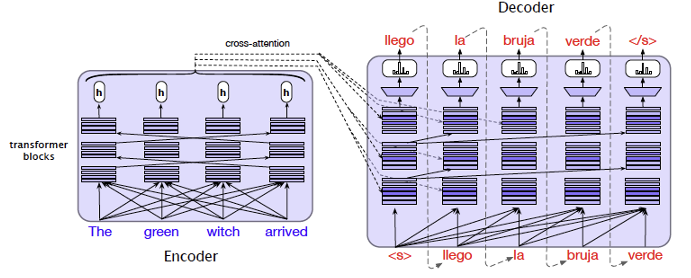 Decoder
llego la bruja verde </s>
cross-attention
h h h h
transformer
blocks
The green witch arrived
Encoder
<s> llego la bruja verde